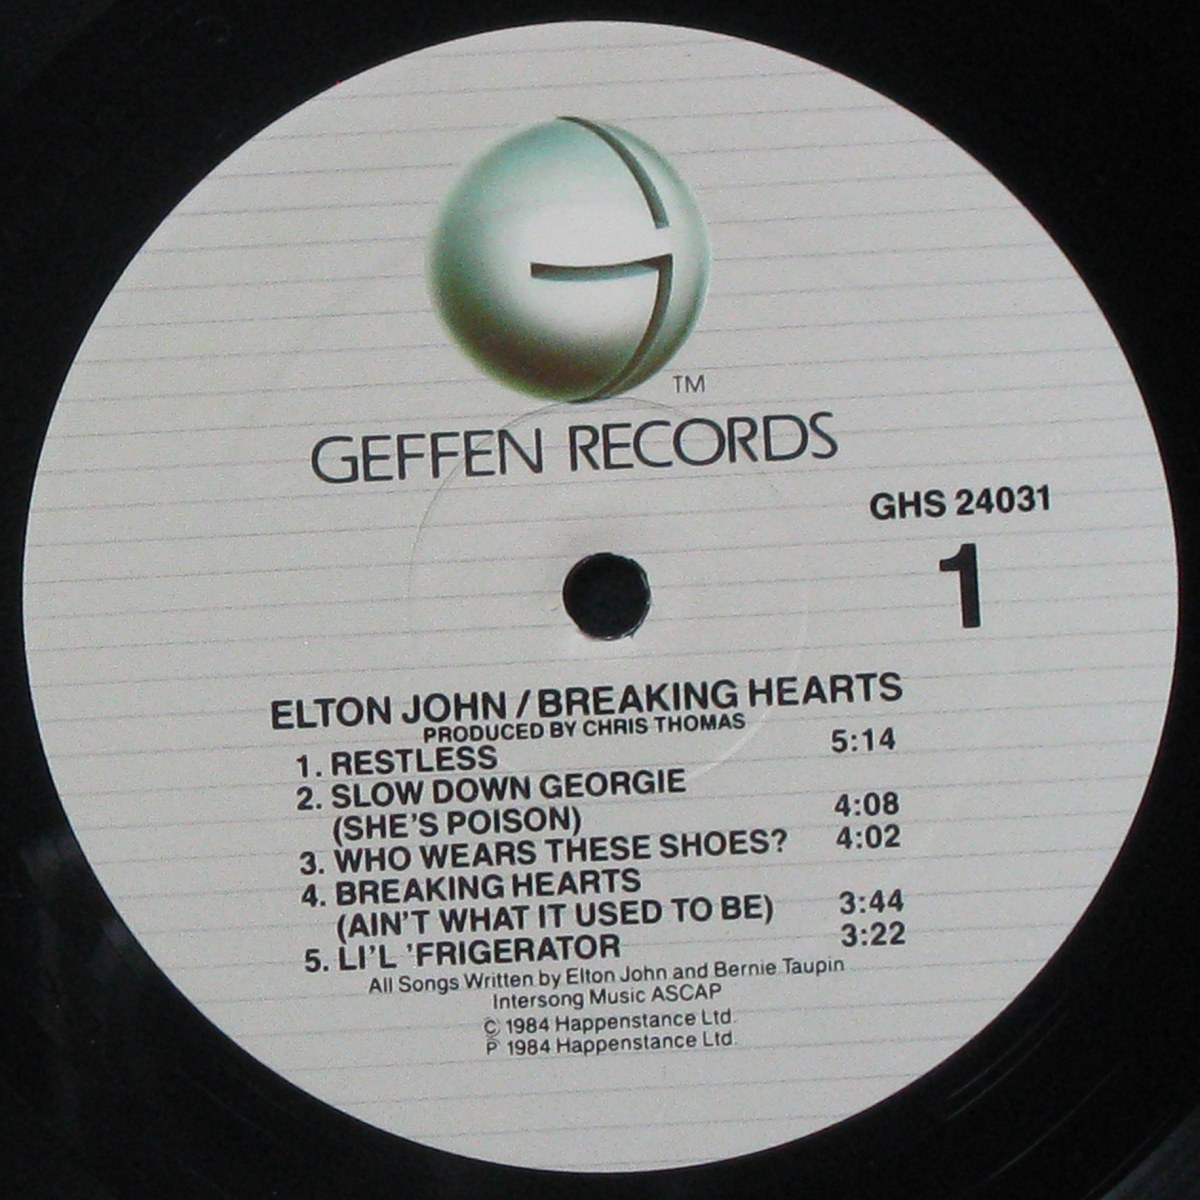 TM
GEFFEN RECORDS
GHS 24031
1
ELTON JOHN / BREAKING HEARTS
PRODUCED BY CHRIS THOMAS
1. RESTLESS 5:14
2. SLOW DOWN GEORGIE
(SHE'S POISON) 4:08
3. WHO WEARS THESE SHOES? 4:02
4. BREAKING HEARTS
(AIN'T WHAT IT USED TO BE) 3:44
5. LI'L 'FRIGERATOR 3:22
All Songs Written by Elton John and Bernie Taupin
Intersong Music ASCAP
© 1984 Happenstance Ltd.
℗ 1984 Happenstance Ltd.